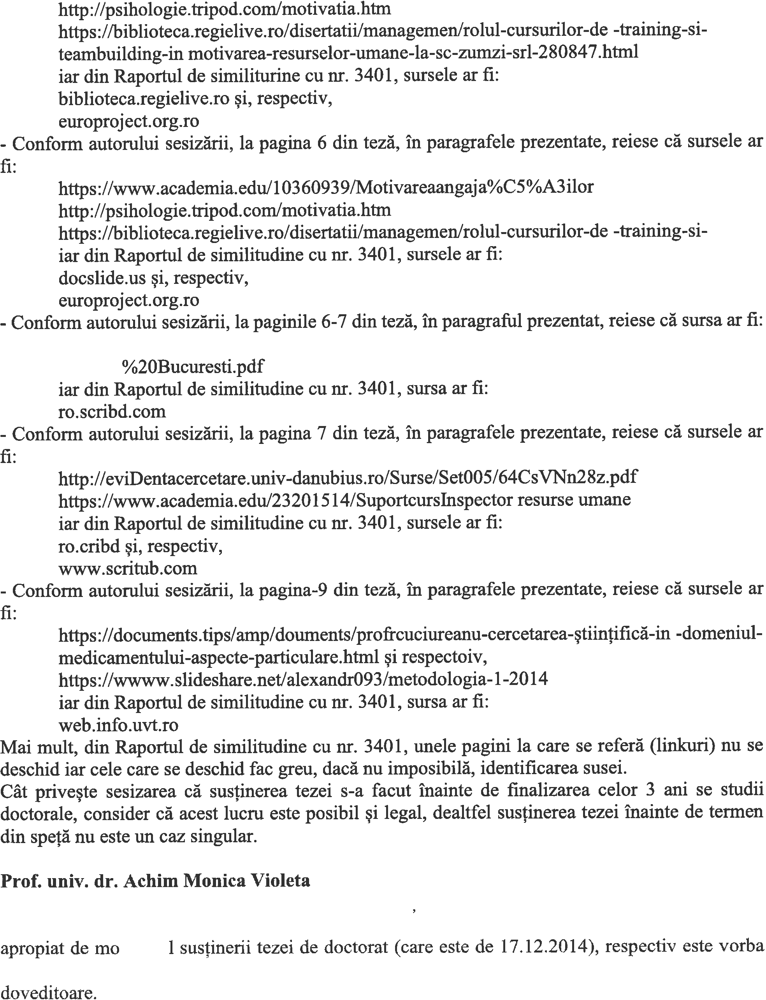 http://psihologie.tripod.com/motivatia.htm
https://biblioteca.regielive.ro/disertatii/managemen/rolul-cursurilor-de -training-si-
teambuilding-in motivarea-resurselor-umane-la-sc-zumzi-srl-280847.html
iar din Raportul de similiturine cu nr. 3401, sursele ar fi:
biblioteca.regielive.ro și, respectiv,
europroject.org.ro
- Conform autorului sesizării, la pagina 6 din teză, în paragrafele prezentate, reiese că sursele ar
fi:
https://www.academia.edu/10360939/Motivareaangaja%C5%A3ilor
http://psihologie.tripod.com/motivatia.htm
https://biblioteca.regielive.ro/disertatii/managemen/rolul-cursurilor-de -training-si-
iar din Raportul de similitudine cu nr. 3401, sursele ar fi:
docslide.us și, respectiv,
europroject.org.ro
- Conform autorului sesizării, la paginile 6-7 din teză, în paragraful prezentat, reiese că sursa ar fi:
%20Bucuresti.pdf
iar din Raportul de similitudine cu nr. 3401, sursa ar fi:
ro.scribd.com
- Conform autorului sesizării, la pagina 7 din teză, în paragrafele prezentate, reiese că sursele ar
fi:
http://eviDentacercetare.univ-danubius.ro/Surse/Set005/64CsVNn28z.pdf
https://www.academia.edu/23201514/SuportcursInspector resurse umane
iar din Raportul de similitudine cu nr. 3401, sursele ar fi:
ro.cribd și, respectiv,
www.scritub.com
- Conform autorului sesizării, la pagina-9 din teză, în paragrafele prezentate, reiese că sursele ar
fi:
https://documents.tips/amp/douments/profrcuciureanu-cercetarea-ştiinţifică-in -domeniul-
medicamentului-aspecte-particulare.html și respectoiv,
https://wwww.slideshare.net/alexandr093/metodologia-1-2014
iar din Raportul de similitudine cu nr. 3401, sursa ar fi:
web.info.uvt.ro
Mai mult, din Raportul de similitudine cu nr. 3401, unele pagini la care se referă (linkuri) nu se
deschid iar cele care se deschid fac greu, dacă nu imposibilă, identificarea susei.
Cât privește sesizarea că susținerea tezei s-a facut înainte de finalizarea celor 3 ani se studii
doctorale, consider că acest lucru este posibil și legal, dealtfel susținerea tezei înainte de termen
din speță nu este un caz singular.
Prof. univ. dr. Achim Monica Violeta
,
apropiat de mo l susținerii tezei de doctorat (care este de 17.12.2014), respectiv este vorba
doveditoare.